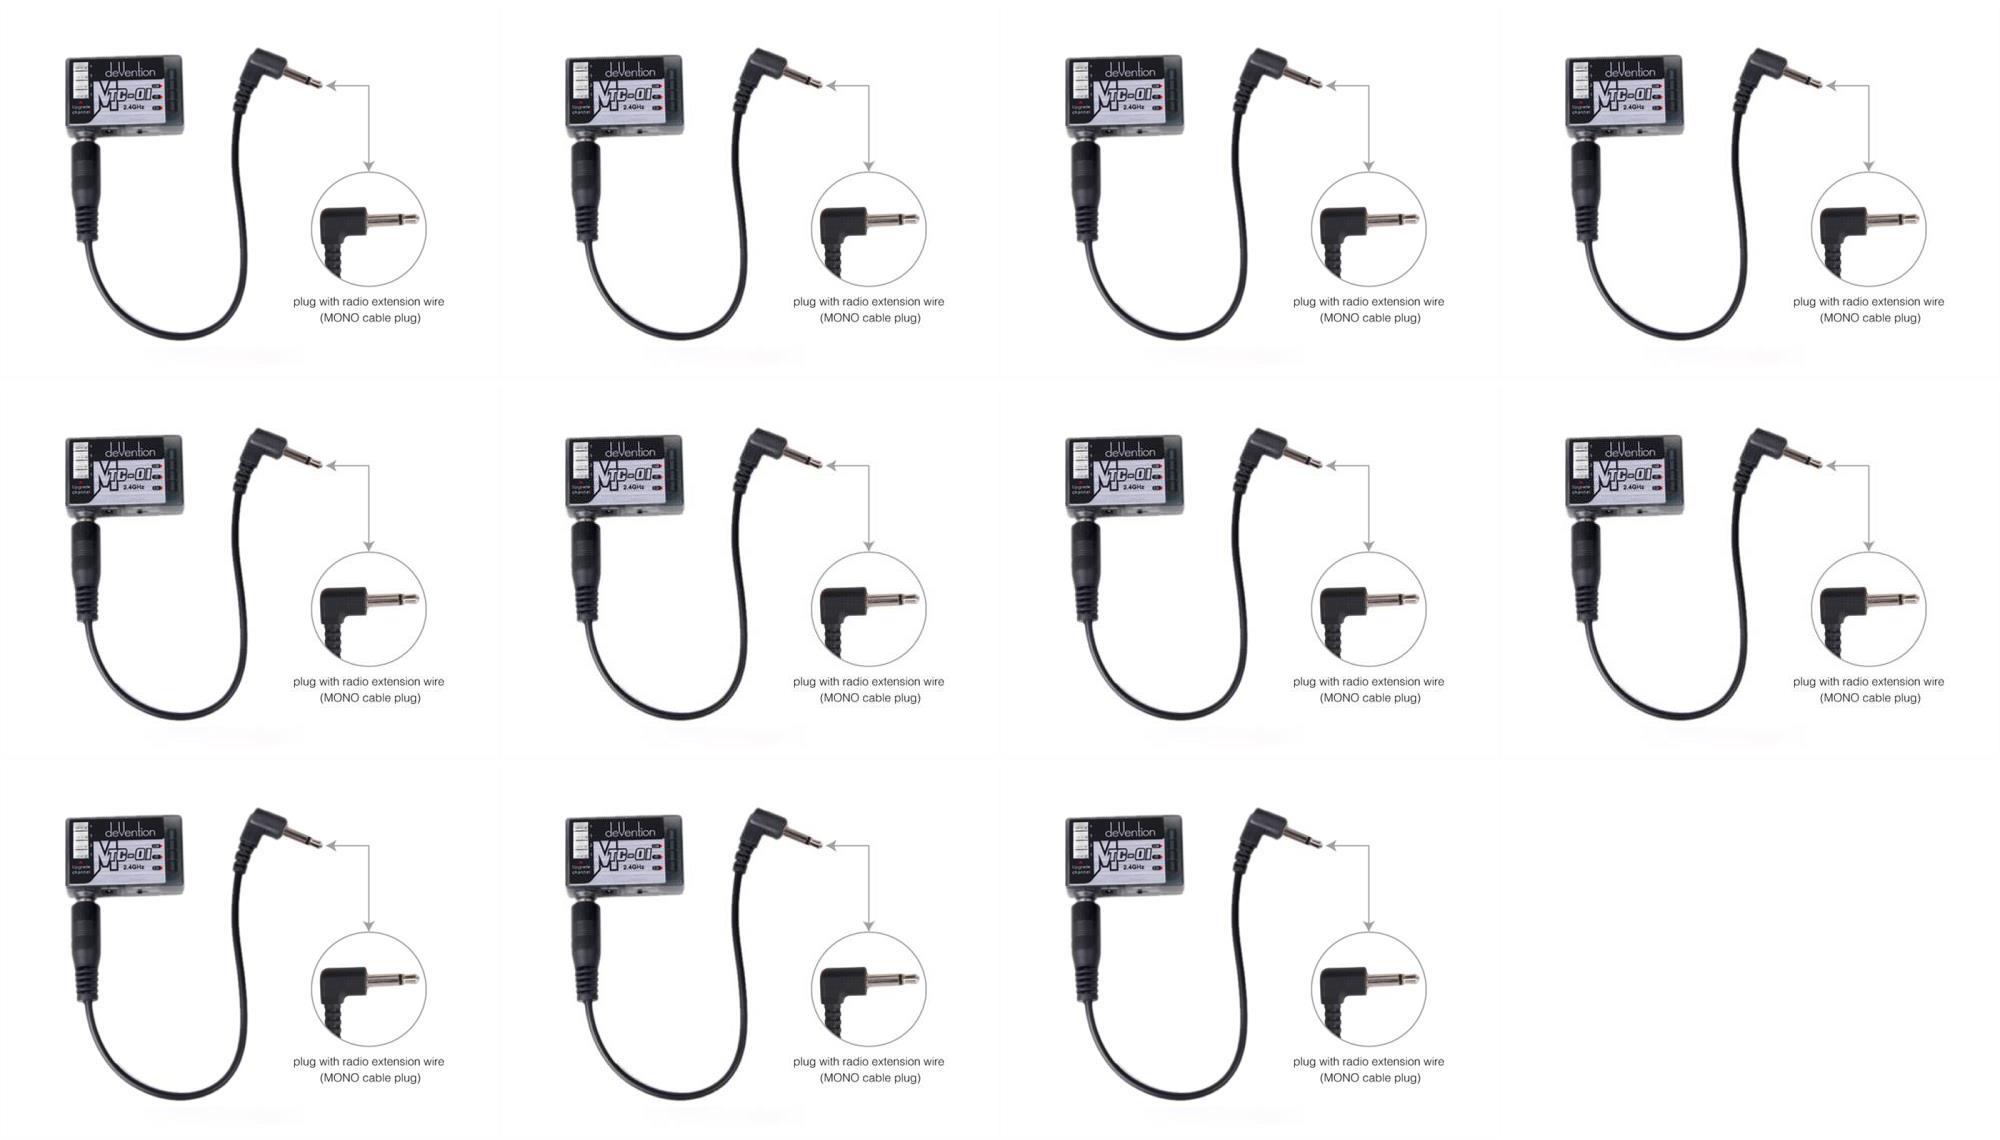 deVention
MTC-01
2.4GHz
Upgrade
channel
plug with radio extension wire
(MONO cable plug)
deVention
MTC-01
2.4GHz
Upgrade
channel
plug with radio extension wire
(MONO cable plug)
deVention
MTC-01
2.4GHz
Upgrade
channel
plug with radio extension wire
(MONO cable plug)
deVention
MTC-01
2.4GHz
Upgrade
channel
plug with radio extension wire
(MONO cable plug)
deVention
MTC-01
2.4GHz
Upgrade
channel
plug with radio extension wire
(MONO cable plug)
deVention
MTC-01
2.4GHz
Upgrade
channel
plug with radio extension wire
(MONO cable plug)
deVention
MTC-01
2.4GHz
Upgrade
channel
plug with radio extension wire
(MONO cable plug)
deVention
MTC-01
2.4GHz
Upgrade
channel
plug with radio extension wire
(MONO cable plug)
deVention
MTC-01
2.4GHz
Upgrade
channel
plug with radio extension wire
(MONO cable plug)
deVention
MTC-01
2.4GHz
Upgrade
channel
plug with radio extension wire
(MONO cable plug)
deVention
MTC-01
2.4GHz
Upgrade
channel
plug with radio extension wire
(MONO cable plug)